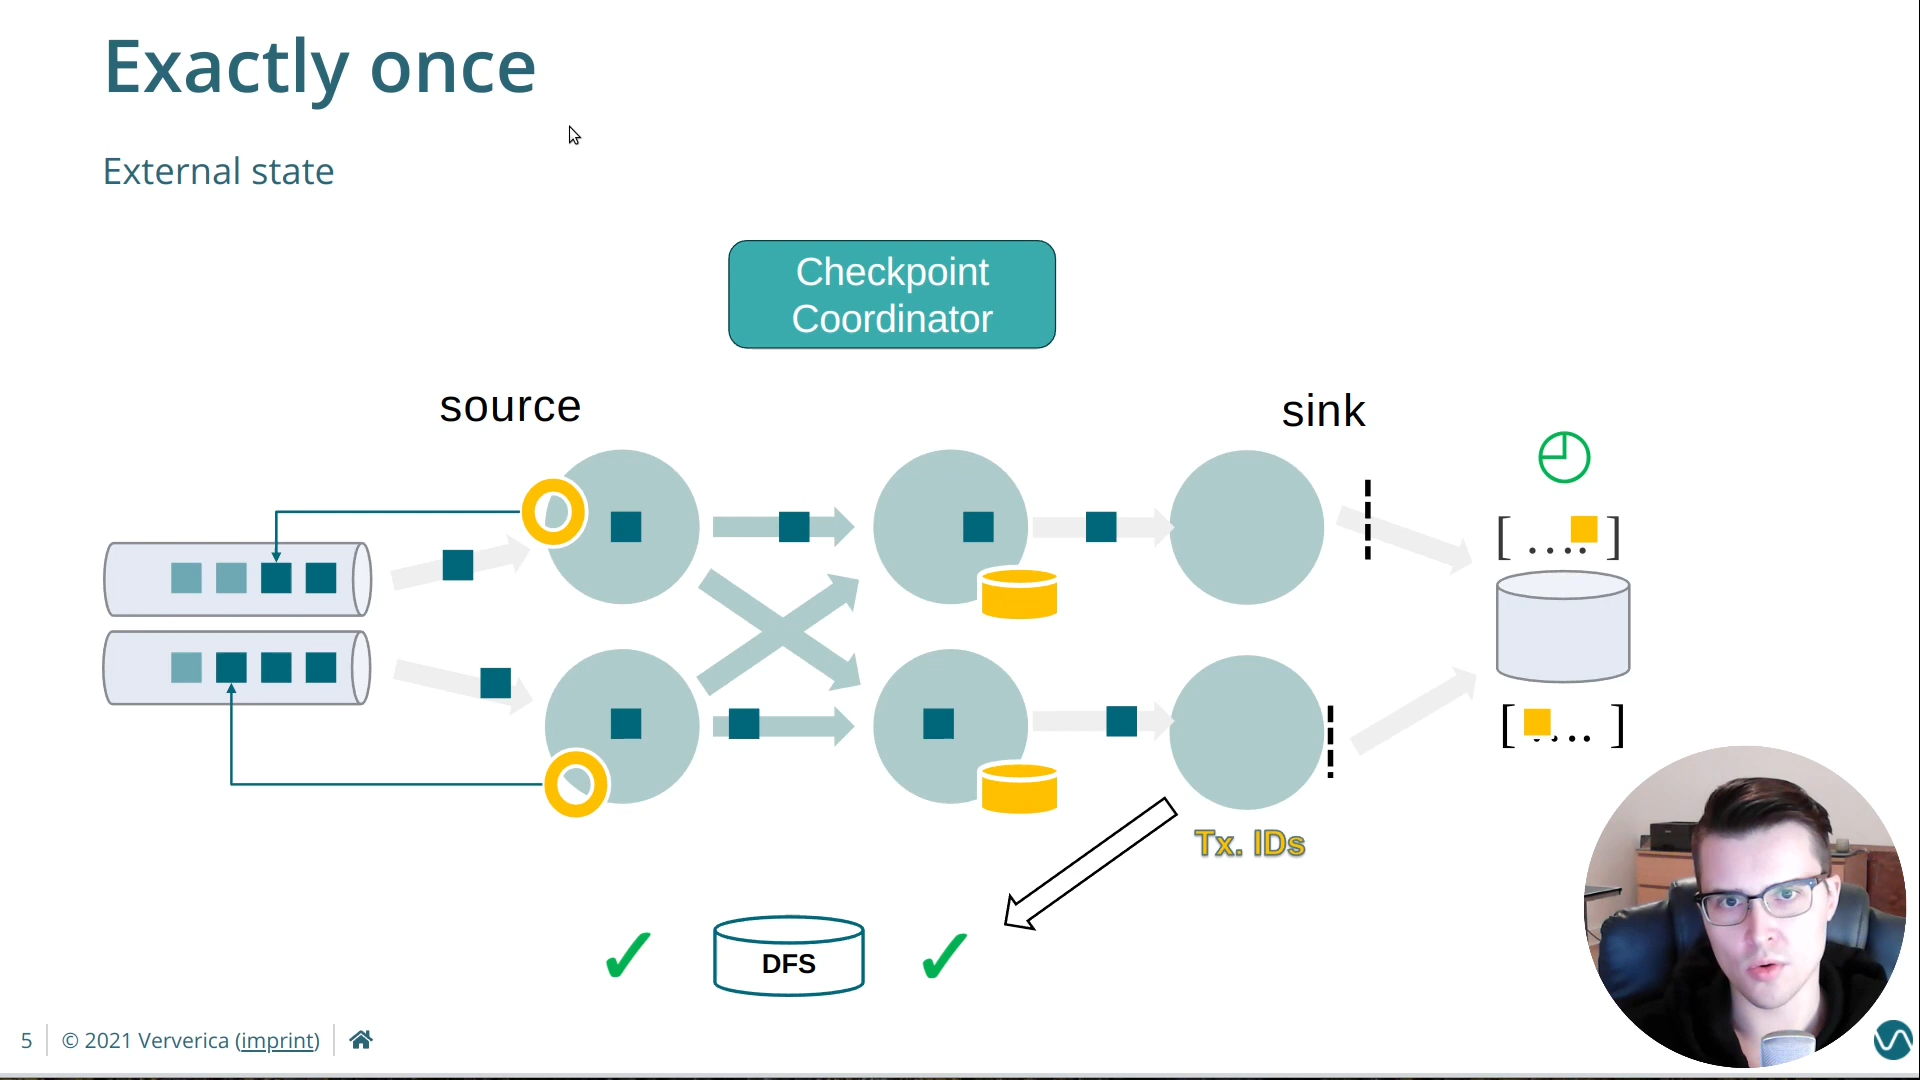 Exactly once
External state
Checkpoint
Coordinator
source
sink
[ .... ]
[ .... ]
Tx. IDs
DFS
5
© 2021 Ververica (imprint)